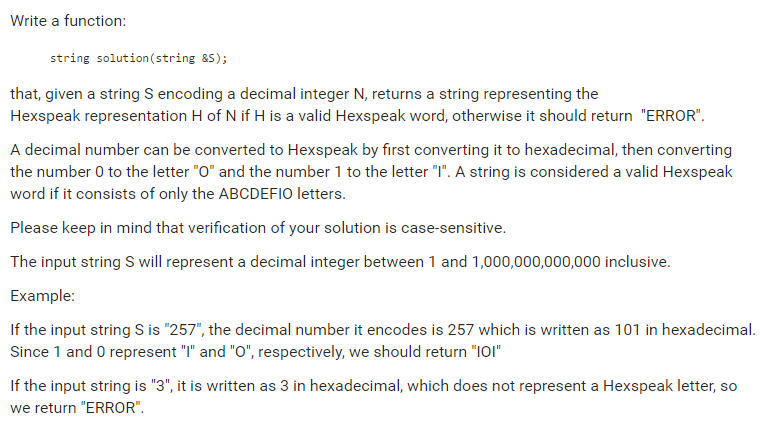 Write a function:
string solution(string &S);
that, given a string S encoding a decimal integer N, returns a string representing the
Hexspeak representation H of N if H is a valid Hexspeak word, otherwise it should return "ERROR".
A decimal number can be converted to Hexspeak by first converting it to hexadecimal, then converting
the number 0 to the letter "O" and the number 1 to the letter "I". A string is considered a valid Hexspeak
word if it consists of only the ABCDEFIO letters.
Please keep in mind that verification of your solution is case-sensitive.
The input string S will represent a decimal integer between 1 and 1,000,000,000,000 inclusive.
Example:
If the input string S is "257", the decimal number it encodes is 257 which is written as 101 in hexadecimal.
Since 1 and 0 represent "I" and "O", respectively, we should return "IOI"
If the input string is "3", it is written as 3 in hexadecimal, which does not represent a Hexspeak letter, so
we return "ERROR".